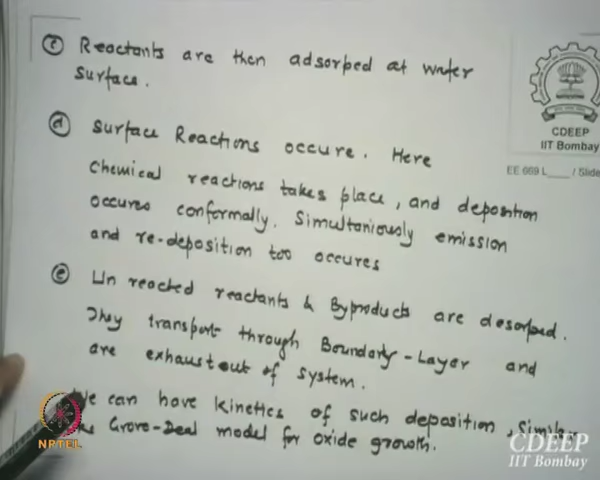 (c) Reactants are then adsorbed at wafer
surface.
(d) Surface Reactions occure. Here
Chemical reactions takes place, and deposition
occures conformally. Simultaniously emission
and re-deposition too occures
(e) Un reacted reactants & Byproducts are desorbed.
They transport through Boundary-Layer and
are exhaust out of system.
We can have kinetics of such deposition, Similar
Grove-Deal model for oxide growth.
CDEEP
IIT Bombay
EE 669 L____ / Slide
NPTEL
CDEEP
IIT Bombay